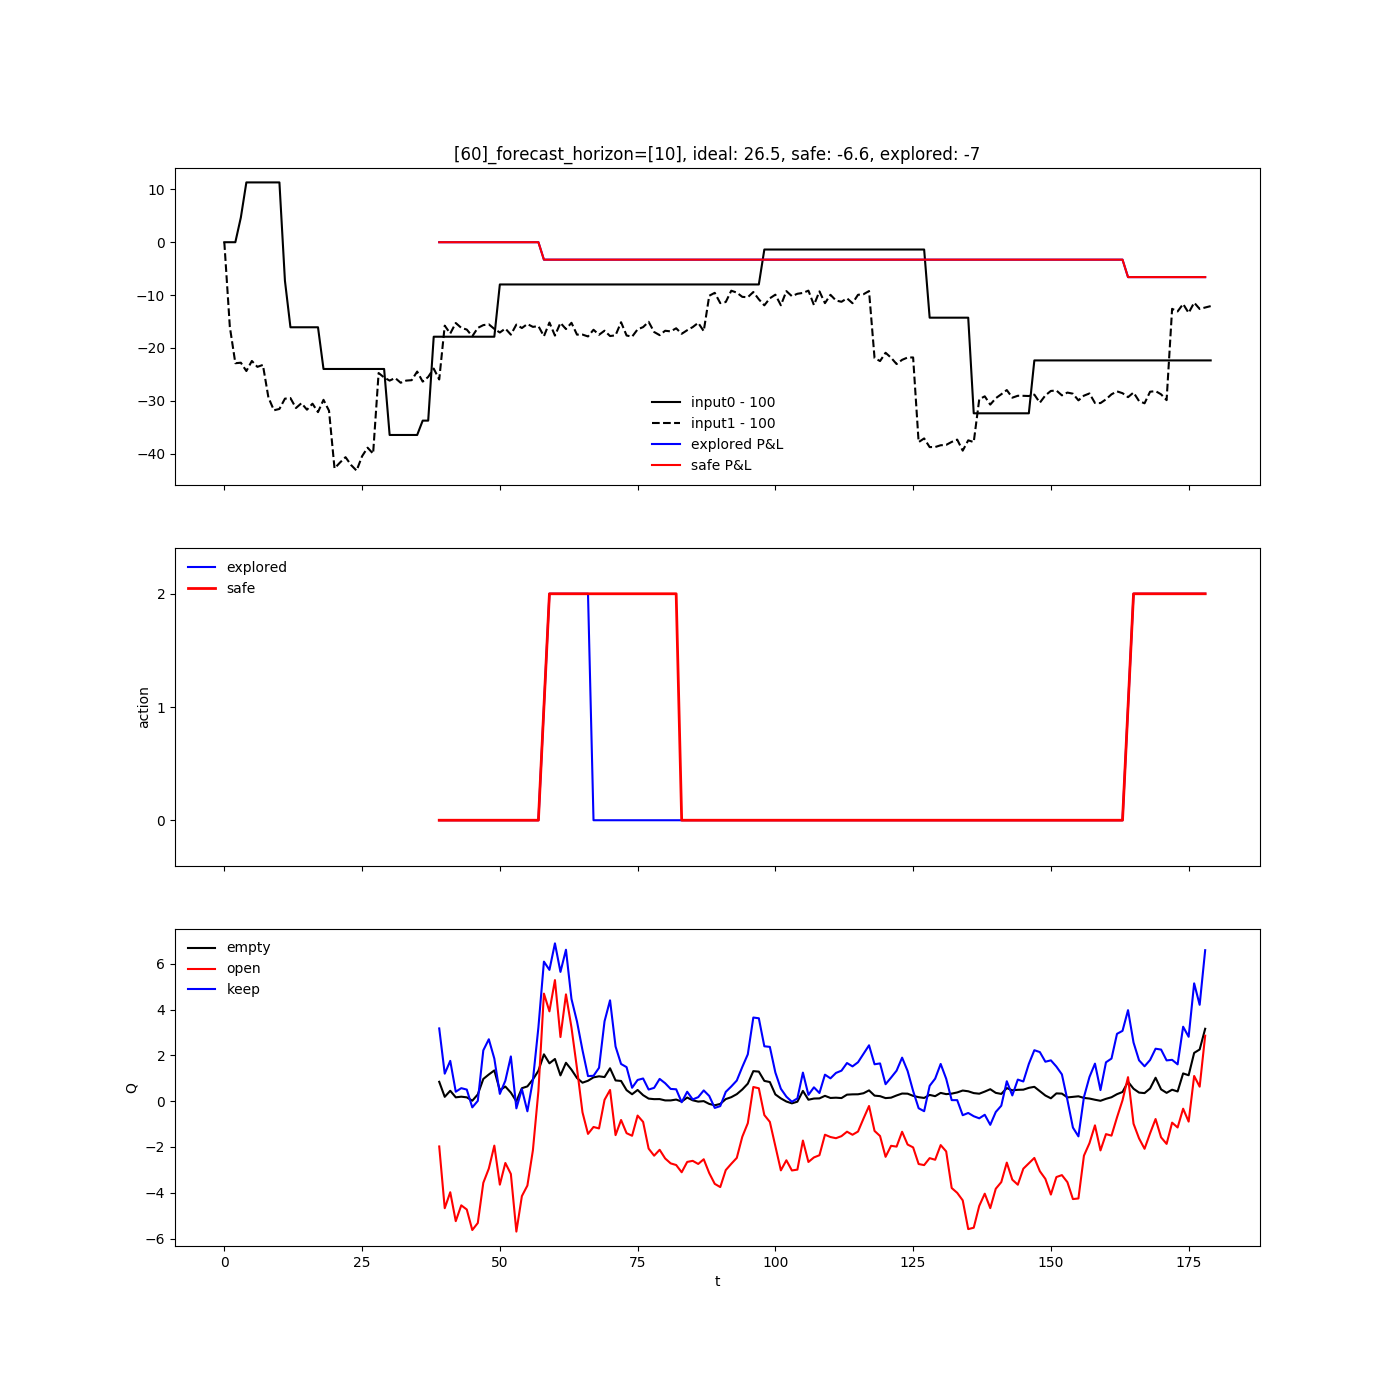 [60]_forecast_horizon=[10], ideal: 26.5, safe: -6.6, explored: -7
10
0
−10
−20
−30
−40
input0 - 100
input1 - 100
explored P&L
safe P&L
explored
safe
2
1
0
action
empty
open
keep
6
4
2
0
−2
−4
−6
Q
0 25 50 75 100 125 150 175
t